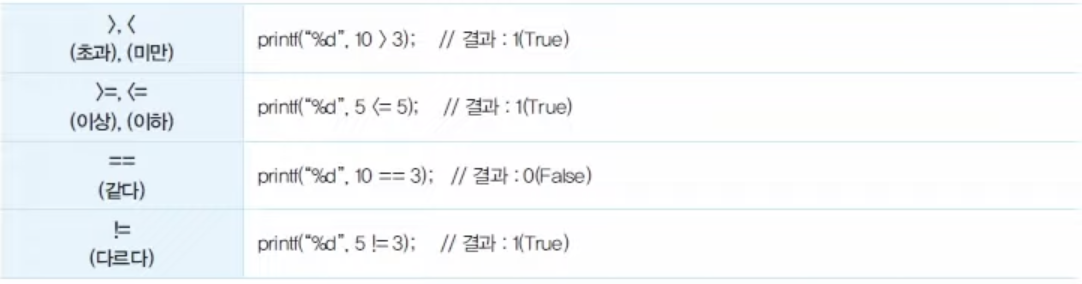 >, <
(초과), (미만)
printf("%d", 10 > 3); // 결과 : 1(True)
>=, <=
(이상), (이하)
printf("%d", 5 <= 5); // 결과 : 1(True)
==
(같다)
printf("%d", 10 == 3); // 결과 : 0(False)
!=
(다르다)
printf("%d", 5 != 3); // 결과 : 1(True)